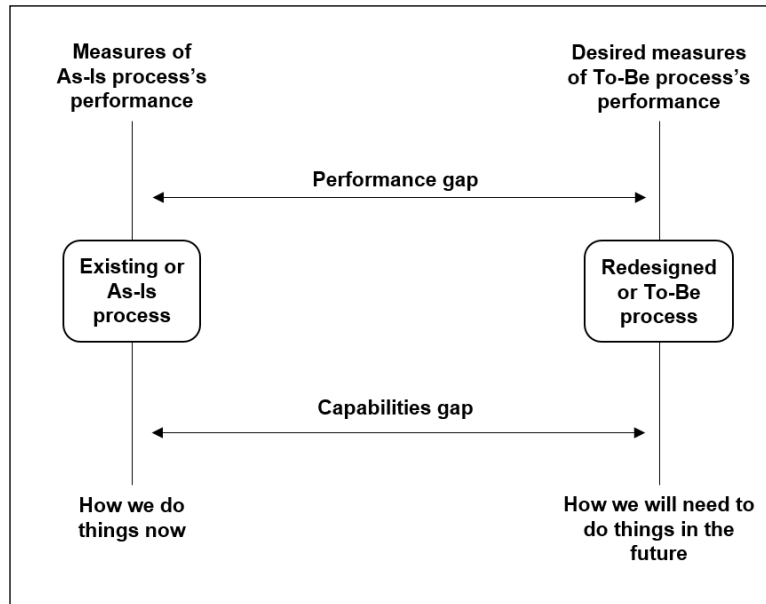 Measures of
As-Is process's
performance
Desired measures
of To-Be process's
performance
Performance gap
Existing or
As-Is
process
Redesigned
or To-Be
process
Capabilities gap
How we do
things now
How we will need to
do things in the
future